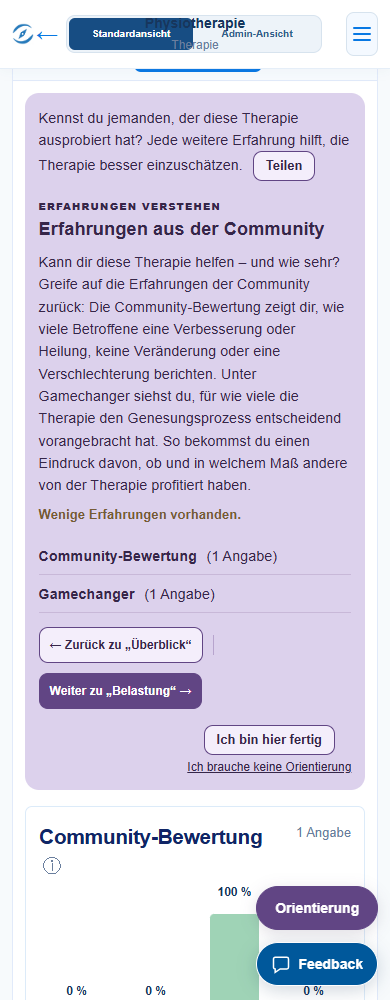 Physiotherapie
Standardansicht
Admin-Ansicht
Therapie
Kennst du jemanden, der diese Therapie
ausprobiert hat? Jede weitere Erfahrung hilft, die
Therapie besser einzuschätzen. Teilen
ERFAHRUNGEN VERSTEHEN
Erfahrungen aus der Community
Kann dir diese Therapie helfen – und wie sehr?
Greife auf die Erfahrungen der Community
zurück: Die Community-Bewertung zeigt dir, wie
viele Betroffene eine Verbesserung oder
Heilung, keine Veränderung oder eine
Verschlechterung berichten. Unter
Gamechanger siehst du, für wie viele die
Therapie den Genesungsprozess entscheidend
vorangebracht hat. So bekommst du einen
Eindruck davon, ob und in welchem Maß andere
von der Therapie profitiert haben.
Wenige Erfahrungen vorhanden.
Community-Bewertung (1 Angabe)
Gamechanger (1 Angabe)
← Zurück zu „Überblick“
Weiter zu „Belastung“ →
Ich bin hier fertig
Ich brauche keine Orientierung
Community-Bewertung 1 Angabe
100 %
Orientierung
Feedback
0 % 0 % 0 %